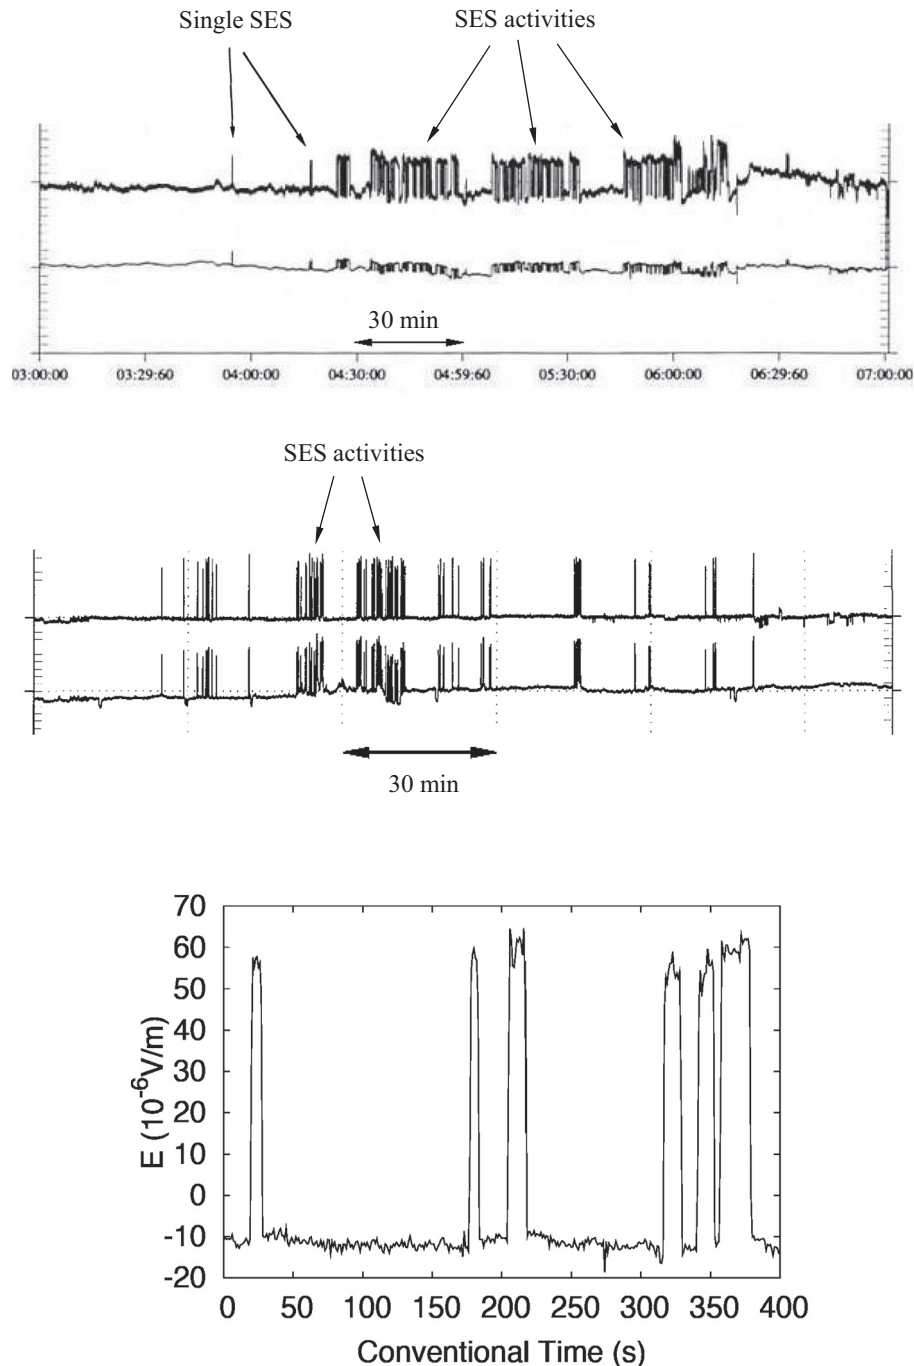 Single SES
SES activities
30 min
03:00:00 03:29:60 04:00:00 04:30:00 04:59:60 05:30:00 06:00:00 06:29:60 07:00:00
SES activities
30 min
70
60
50
40
30
20
10
0
-10
-20
E (10⁻⁶V/m)
0 50 100 150 200 250 300 350 400
Conventional Time (s)